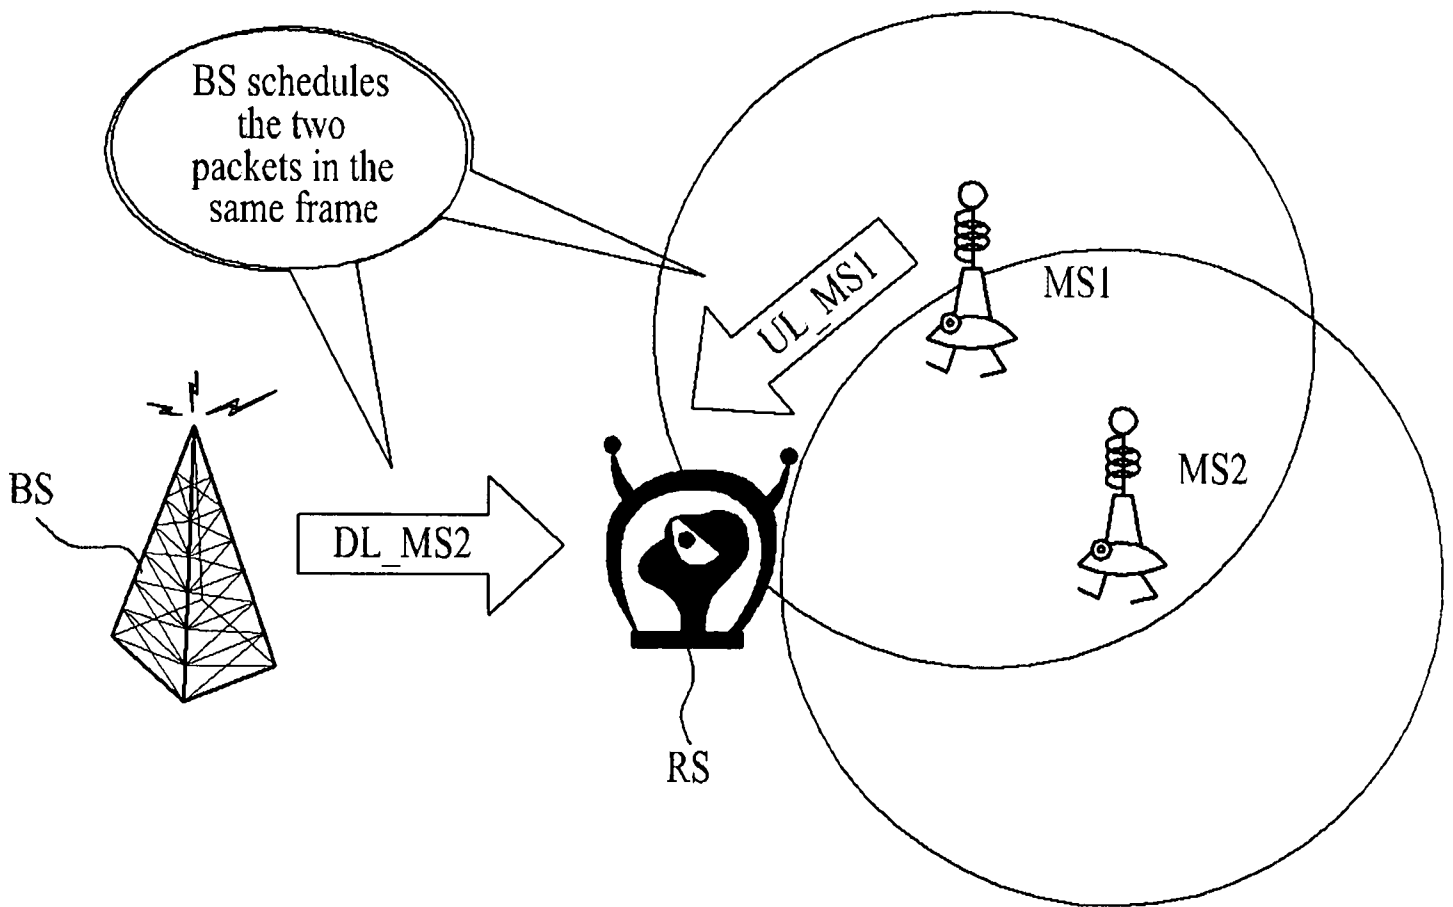 BS schedules
the two
packets in the
same frame
UL_MS1
MS1
MS2
BS
DL_MS2
RS